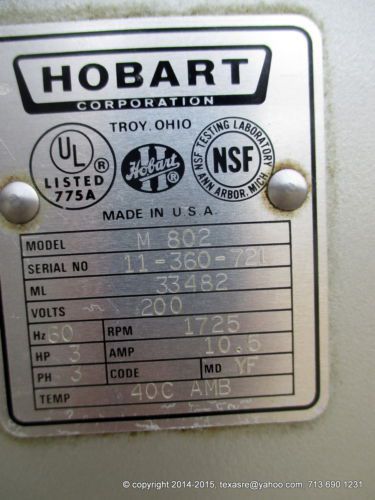 HOBART
CORPORATION
TROY, OHIO
UL ®
LISTED
775A
Hobart ®
NSF TESTING LABORATORY
NSF
ANN ARBOR, MICH.
MADE IN U.S.A.
MODEL M 802
SERIAL NO 11-360-721
ML 33482
VOLTS 200
Hz 60 RPM 1725
HP 3 AMP 10.5
PH 3 CODE MD YF
TEMP 40C AMB
© copyright 2014-2015, texasre@yahoo.com 713 690 1231